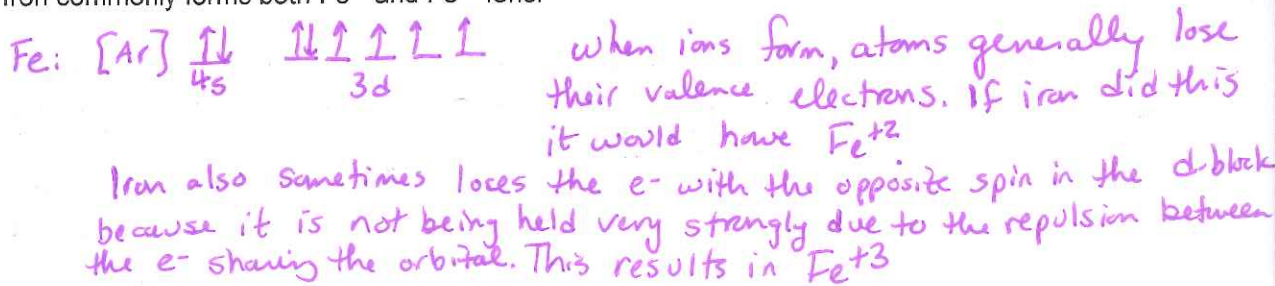 Fe: [Ar] ↑↓ ↑↓ ↑ ↑ ↑ ↑ when ions form, atoms generally lose
4s 3d their valence electrons. If iron did this
it would have Fe+2
Iron also sometimes loses the e- with the opposite spin in the d-block
because it is not being held very strongly due to the repulsion between
the e- sharing the orbital. This results in Fe+3